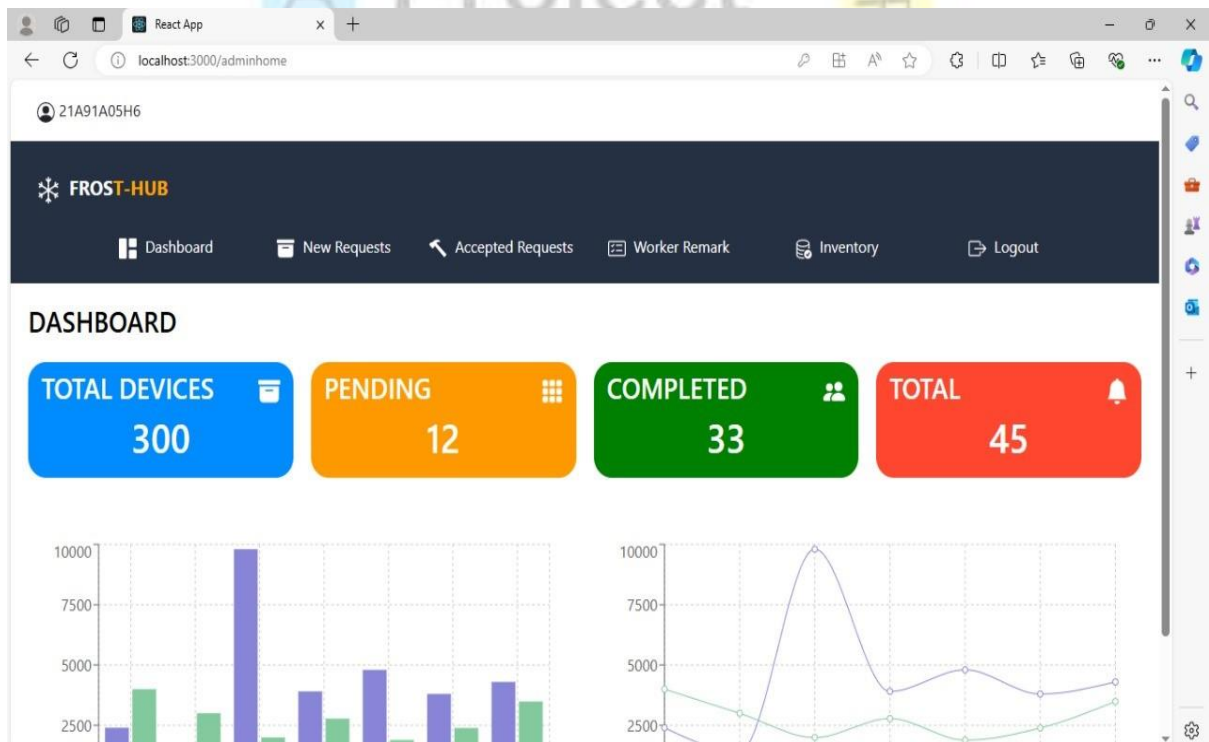 Project
React App
localhost:3000/adminhome
21A91A05H6
FROST-HUB
Dashboard New Requests Accepted Requests Worker Remark Inventory Logout
DASHBOARD
TOTAL DEVICES PENDING COMPLETED TOTAL
300 12 33 45
10000 10000
7500 7500
5000 5000
2500 2500